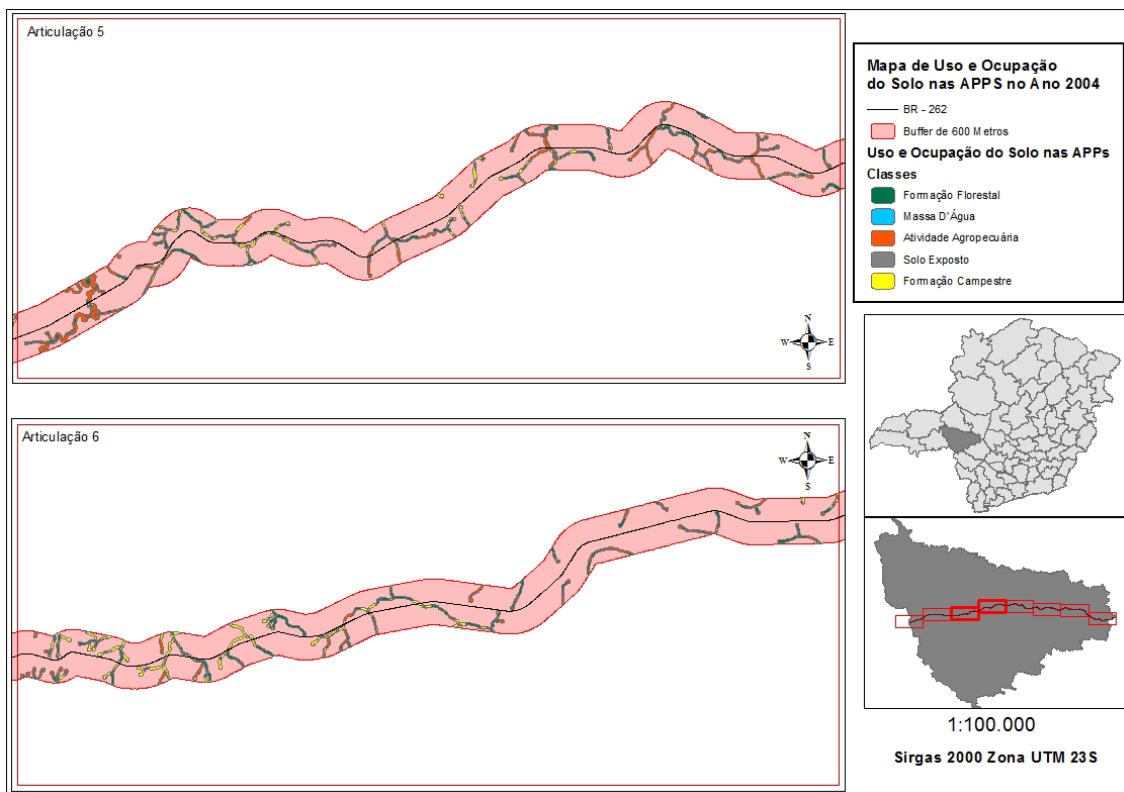 Articulação 5
N
W
E
S
Articulação 6
N
W
E
S
Mapa de Uso e Ocupação
do Solo nas APPS no Ano 2004
BR - 262
Buffer de 600 Metros
Uso e Ocupação do Solo nas APPs
Classes
Formação Florestal
Massa D'Água
Atividade Agropecuária
Solo Exposto
Formação Campestre
1:100.000
Sirgas 2000 Zona UTM 23S